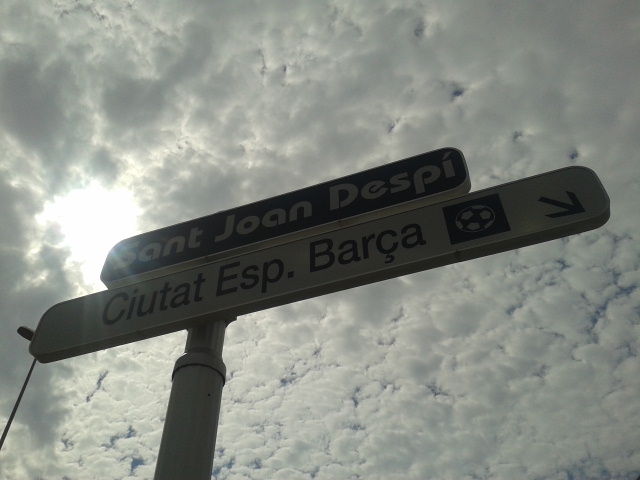 Sant Joan Despí
Ciutat Esp. Barça